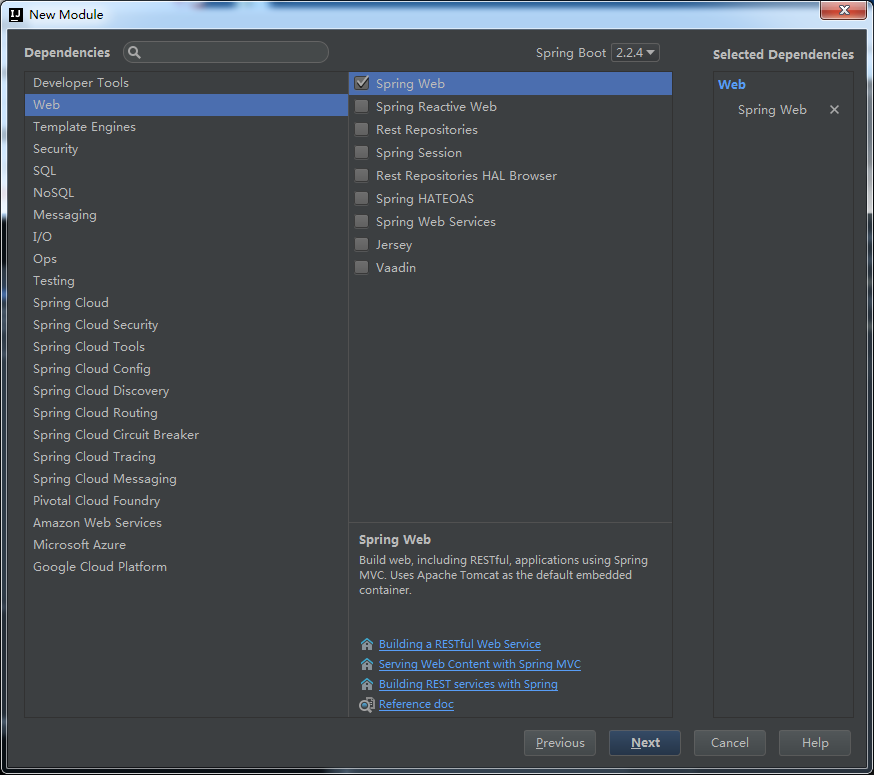 New Module
Dependencies
Spring Boot 2.2.4
Selected Dependencies
Developer Tools
Web
Template Engines
Security
SQL
NoSQL
Messaging
I/O
Ops
Testing
Spring Cloud
Spring Cloud Security
Spring Cloud Tools
Spring Cloud Config
Spring Cloud Discovery
Spring Cloud Routing
Spring Cloud Circuit Breaker
Spring Cloud Tracing
Spring Cloud Messaging
Pivotal Cloud Foundry
Amazon Web Services
Microsoft Azure
Google Cloud Platform
Spring Web
Spring Reactive Web
Rest Repositories
Spring Session
Rest Repositories HAL Browser
Spring HATEOAS
Spring Web Services
Jersey
Vaadin
Spring Web
Build web, including RESTful, applications using Spring
MVC. Uses Apache Tomcat as the default embedded
container.
Building a RESTful Web Service
Serving Web Content with Spring MVC
Building REST services with Spring
Reference doc
Web
Spring Web
Previous
Next
Cancel
Help